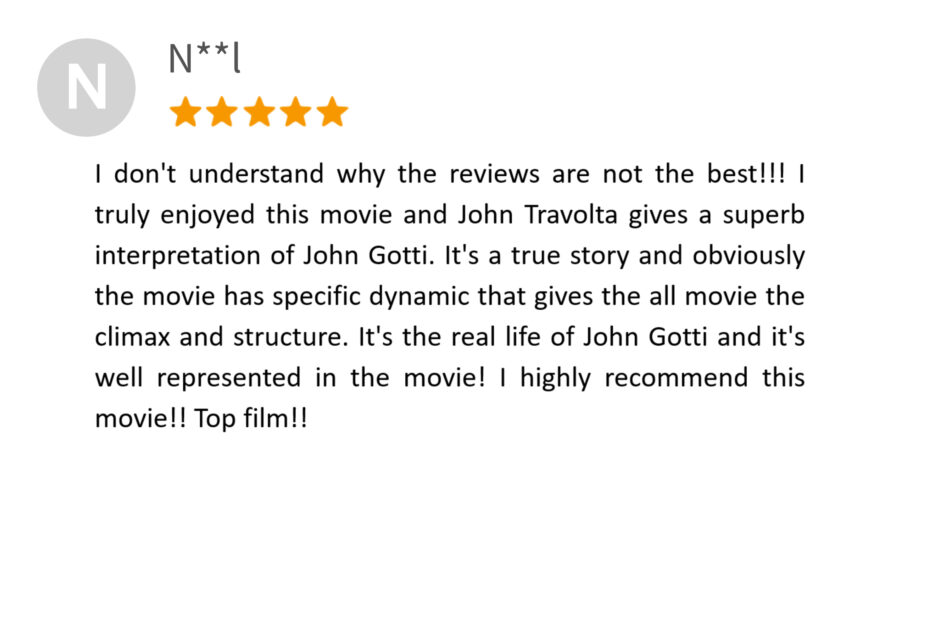 N
N**l
I don't understand why the reviews are not the best!!! I
truly enjoyed this movie and John Travolta gives a superb
interpretation of John Gotti. It's a true story and obviously
the movie has specific dynamic that gives the all movie the
climax and structure. It's the real life of John Gotti and it's
well represented in the movie! I highly recommend this
movie!! Top film!!